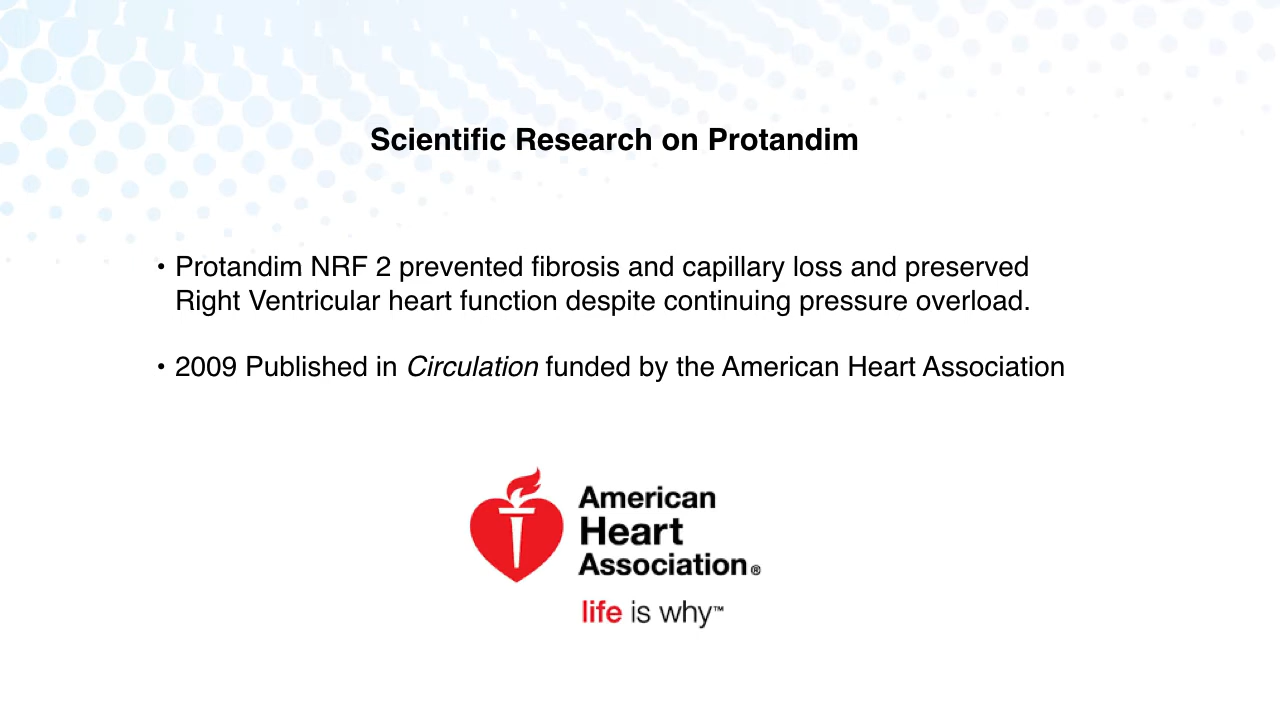 Scientific Research on Protandim
• Protandim NRF 2 prevented fibrosis and capillary loss and preserved
Right Ventricular heart function despite continuing pressure overload.
• 2009 Published in Circulation funded by the American Heart Association
American
Heart
Association®
life is why™